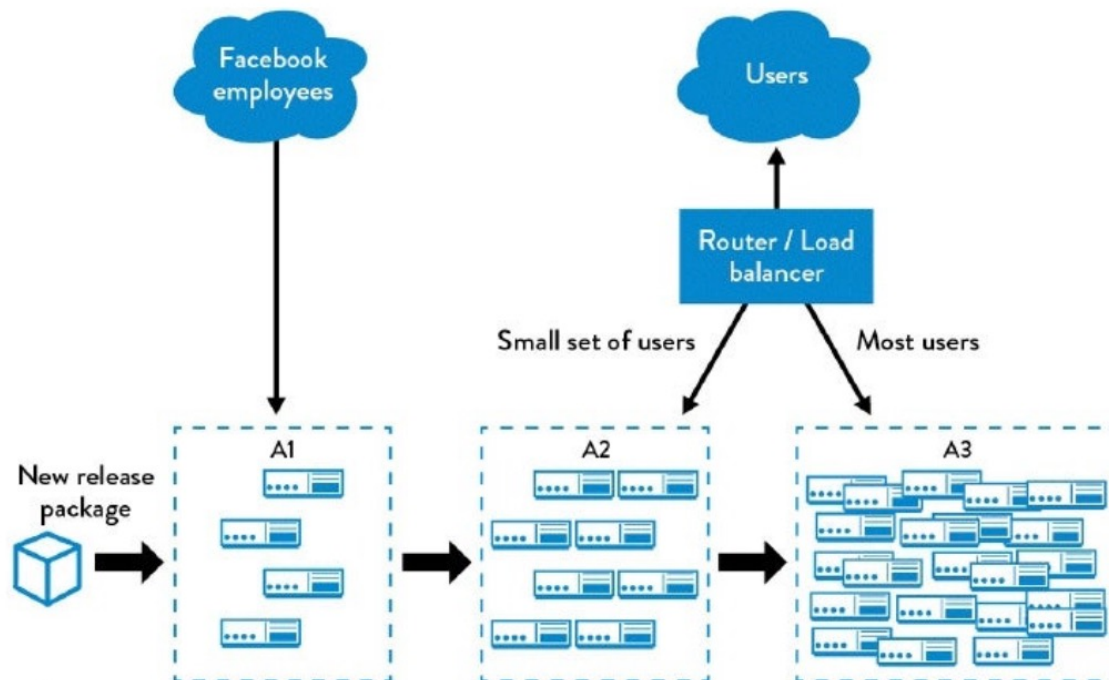 Facebook
employees
Users
Router / Load
balancer
Small set of users
Most users
New release
package
A1
A2
A3